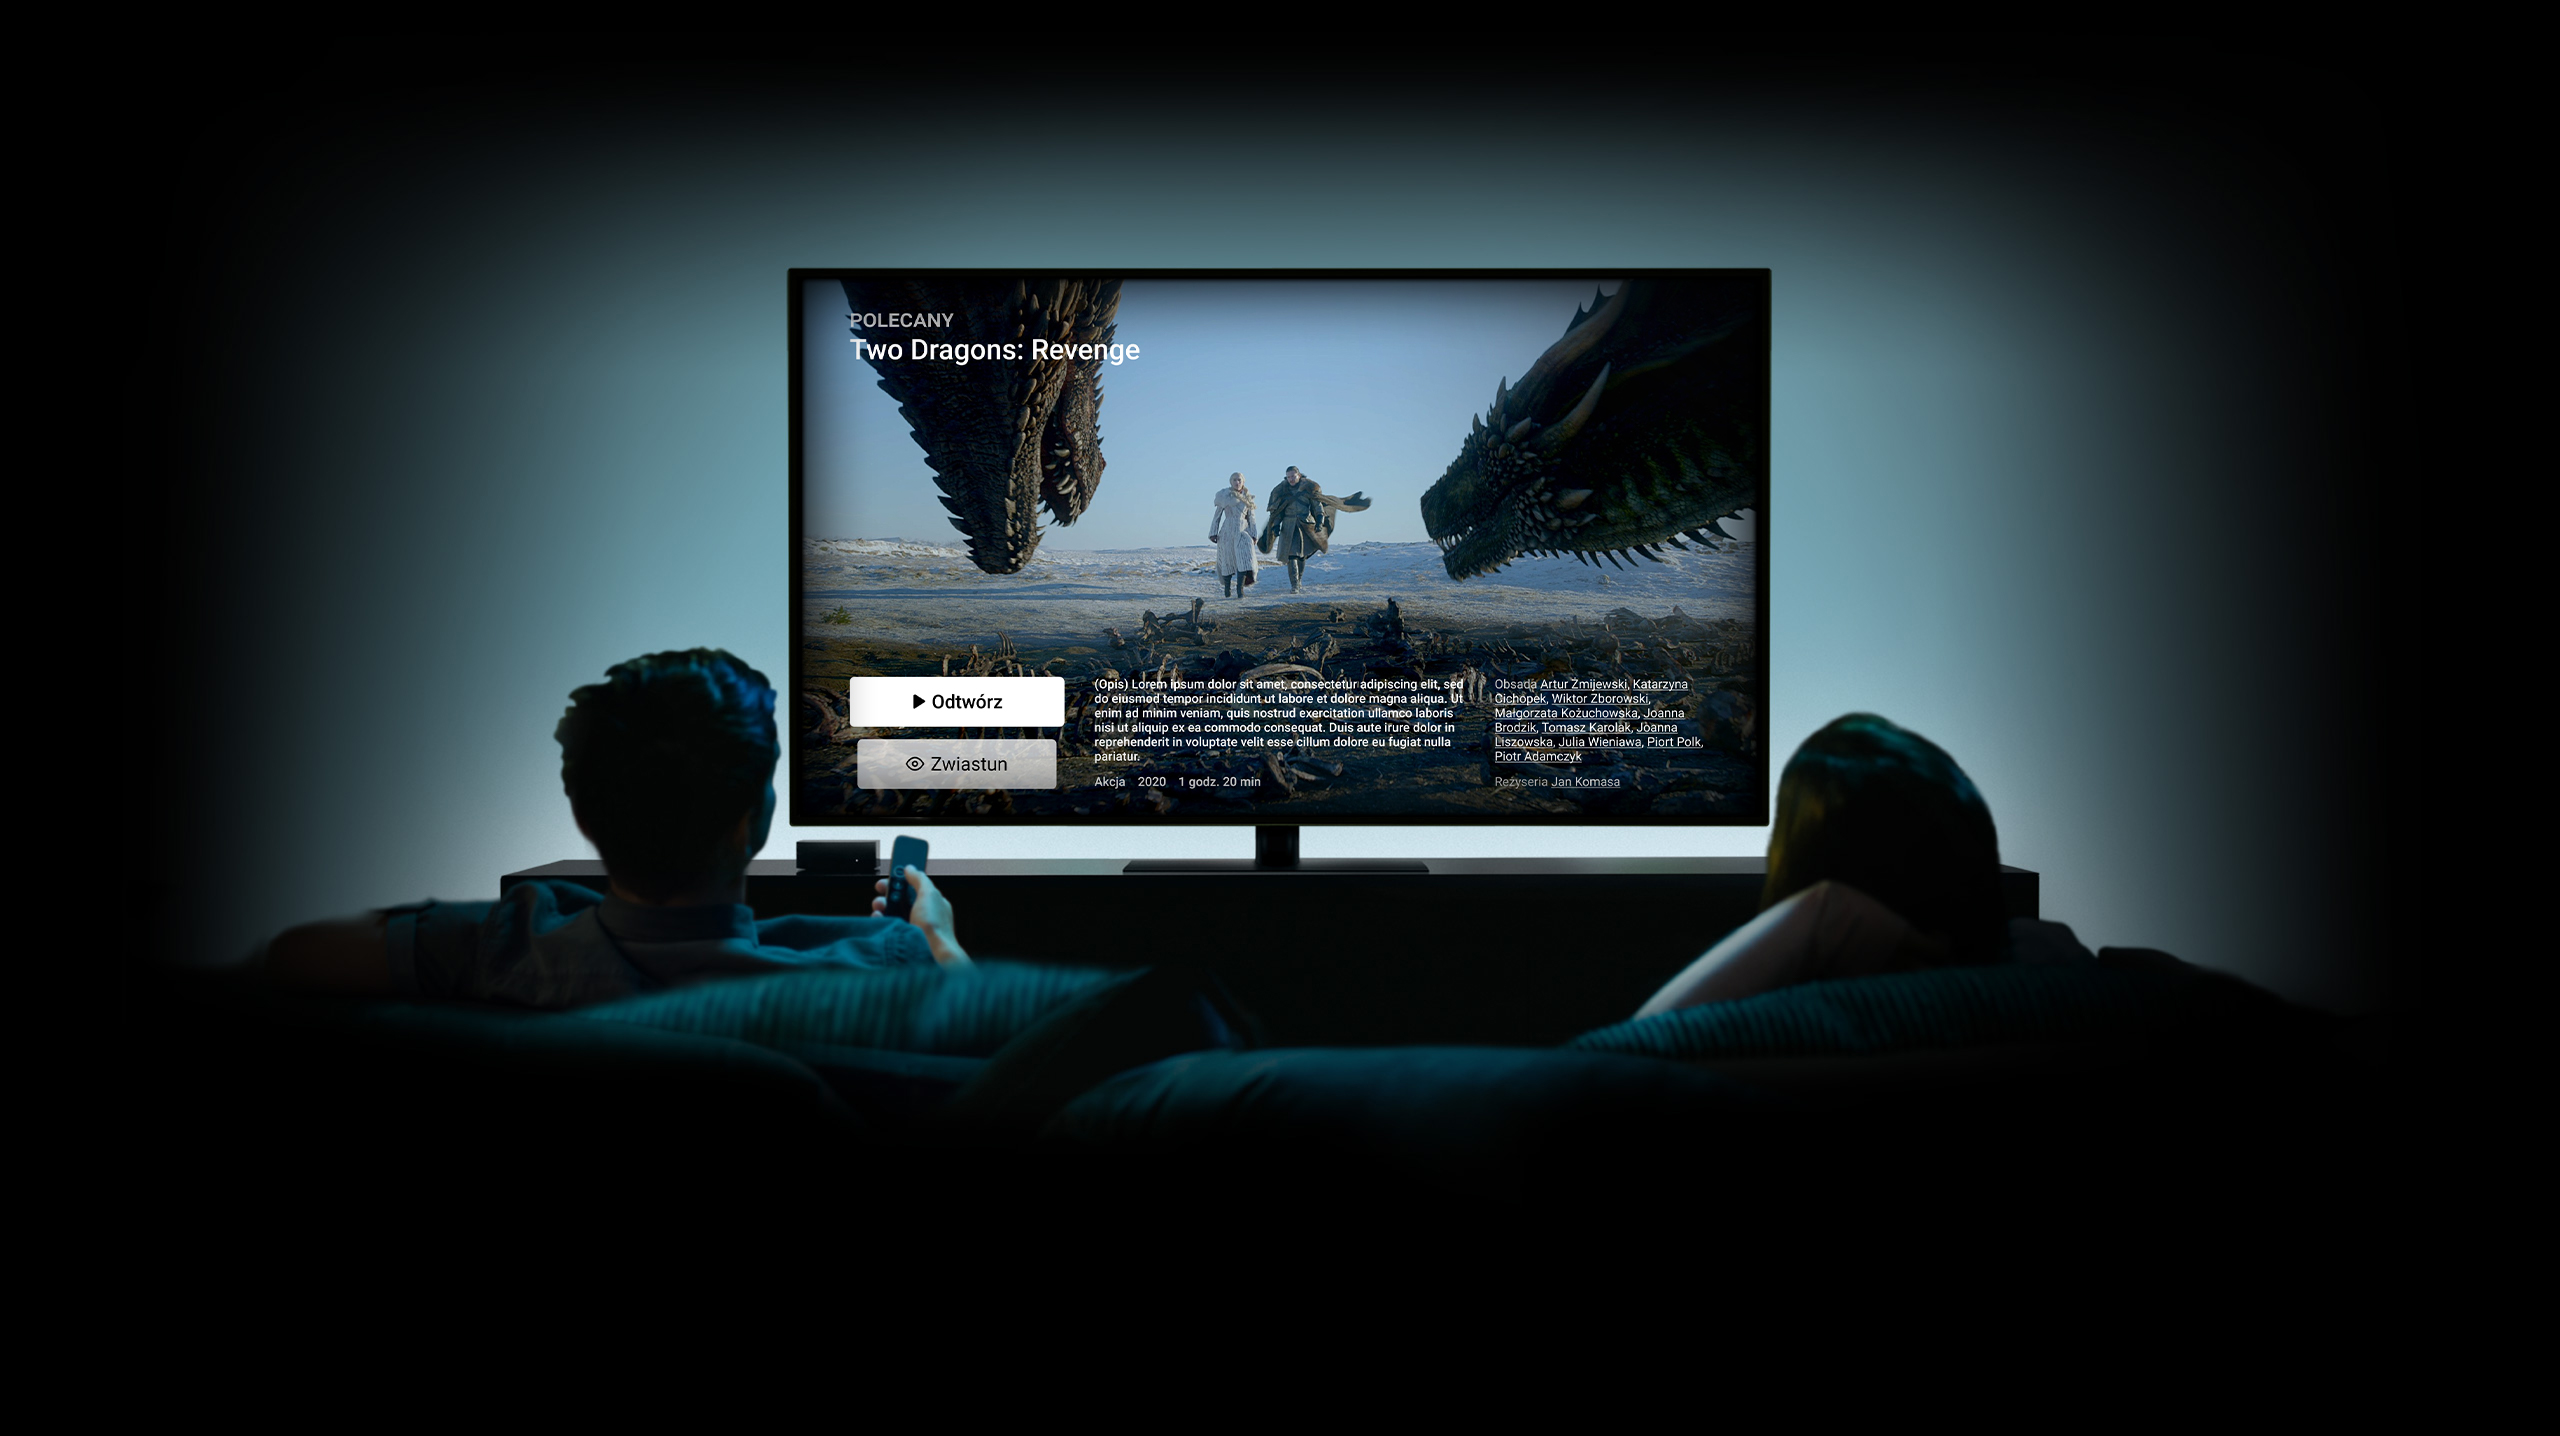 POLECANY
Two Dragons: Revenge
Odtwórz
Zwiastun
(Opis) Lorem ipsum dolor sit amet, consectetur adipiscing elit, sed
do eiusmod tempor incididunt ut labore et dolore magna aliqua. Ut
enim ad minim veniam, quis nostrud exercitation ullamco laboris
nisi ut aliquip ex ea commodo consequat. Duis aute irure dolor in
reprehenderit in voluptate velit esse cillum dolore eu fugiat nulla
pariatur.
Akcja 2020 1 godz. 20 min
Obsada Artur Żmijewski, Katarzyna
Cichopek, Wiktor Zborowski,
Małgorzata Kożuchowska, Joanna
Brodzik, Tomasz Karolak, Joanna
Liszowska, Julia Wieniawa, Piort Polk,
Piotr Adamczyk
Reżyseria Jan Komasa